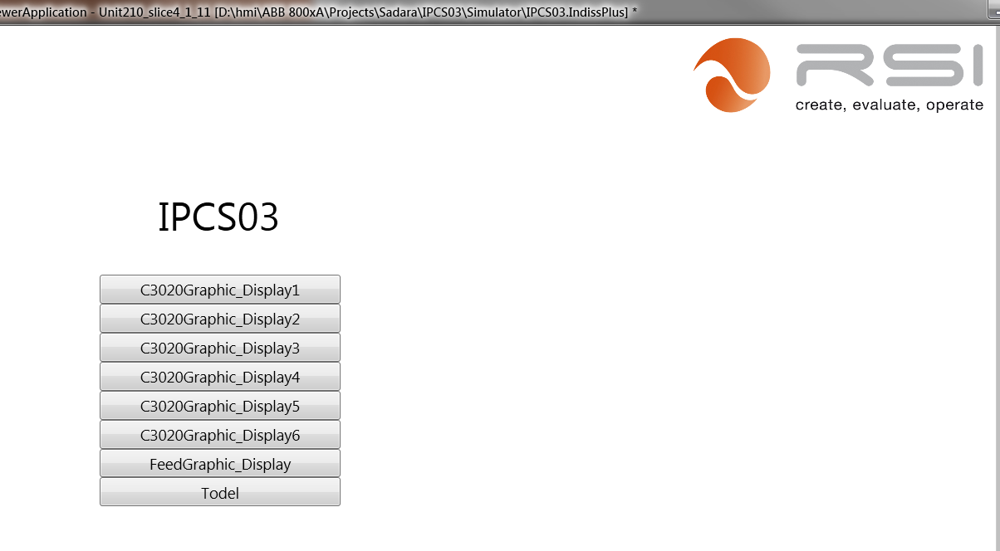 ewerApplication - Unit210_slice4_1_11 [D:\hmi\ABB 800xA\Projects\Sadara\IPCS03\Simulator\IPCS03.IndissPlus] *
RSI
create, evaluate, operate
IPCS03
C3020Graphic_Display1
C3020Graphic_Display2
C3020Graphic_Display3
C3020Graphic_Display4
C3020Graphic_Display5
C3020Graphic_Display6
FeedGraphic_Display
Todel